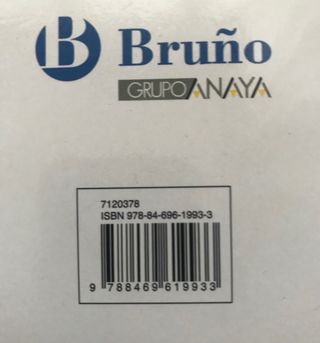 B Bruño
GRUPO ANAYA
7120378
ISBN 978-84-696-1993-3
9 788469 619933